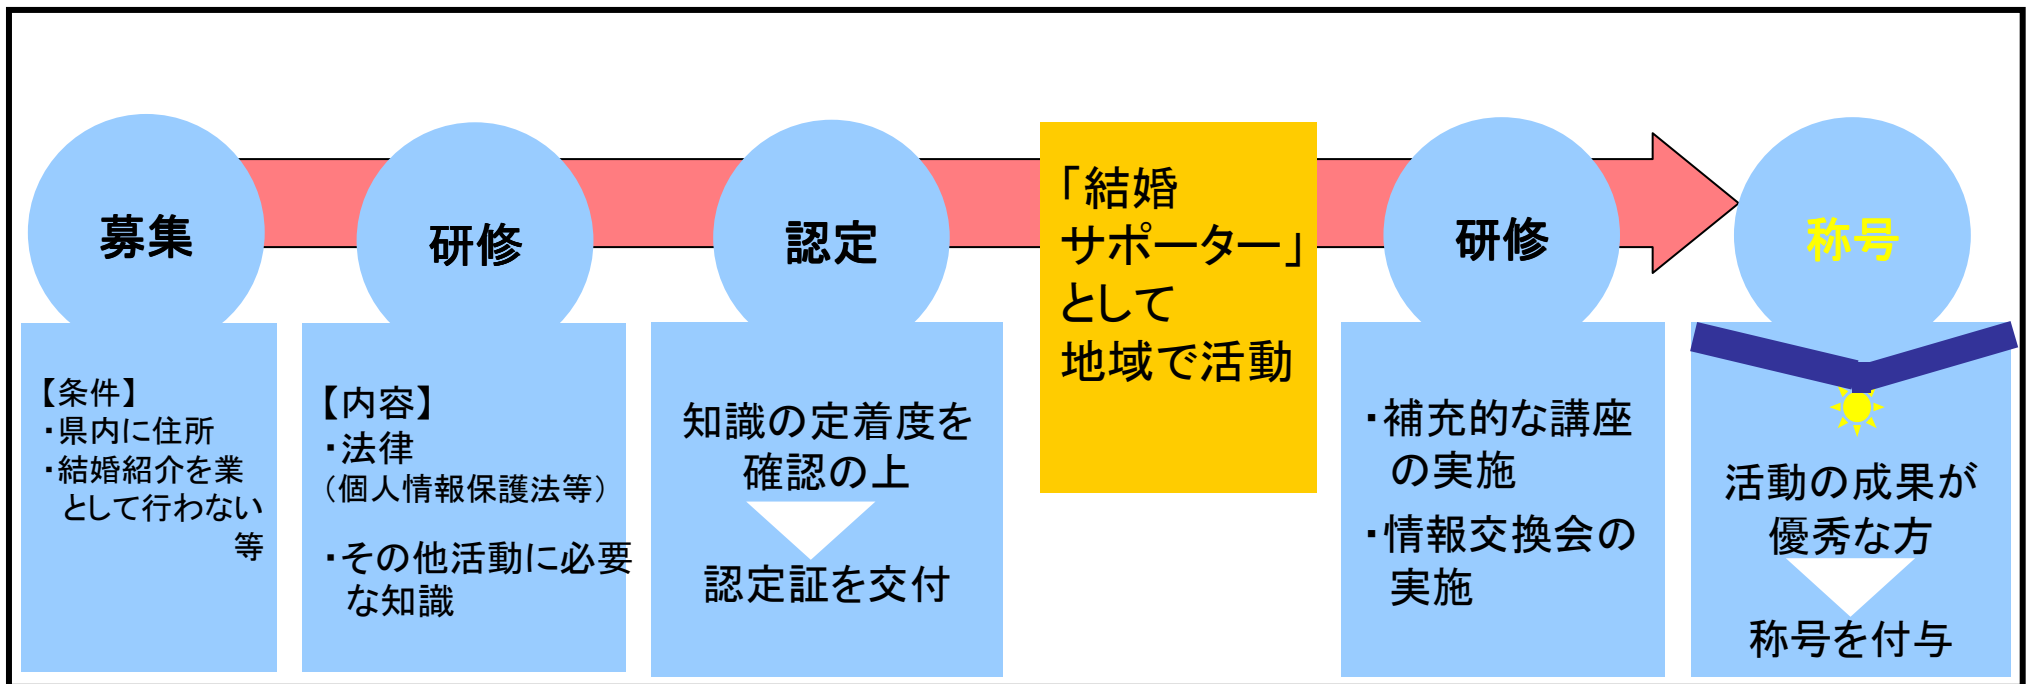 募集
【条件】
・県内に住所
・結婚紹介を業
として行わない
等
研修
【内容】
・法律
（個人情報保護法等）
・その他活動に必要
な知識
認定
知識の定着度を
確認の上
認定証を交付
「結婚
サポーター」
として
地域で活動
研修
・補充的な講座
の実施
・情報交換会の
実施
称号
活動の成果が
優秀な方
称号を付与